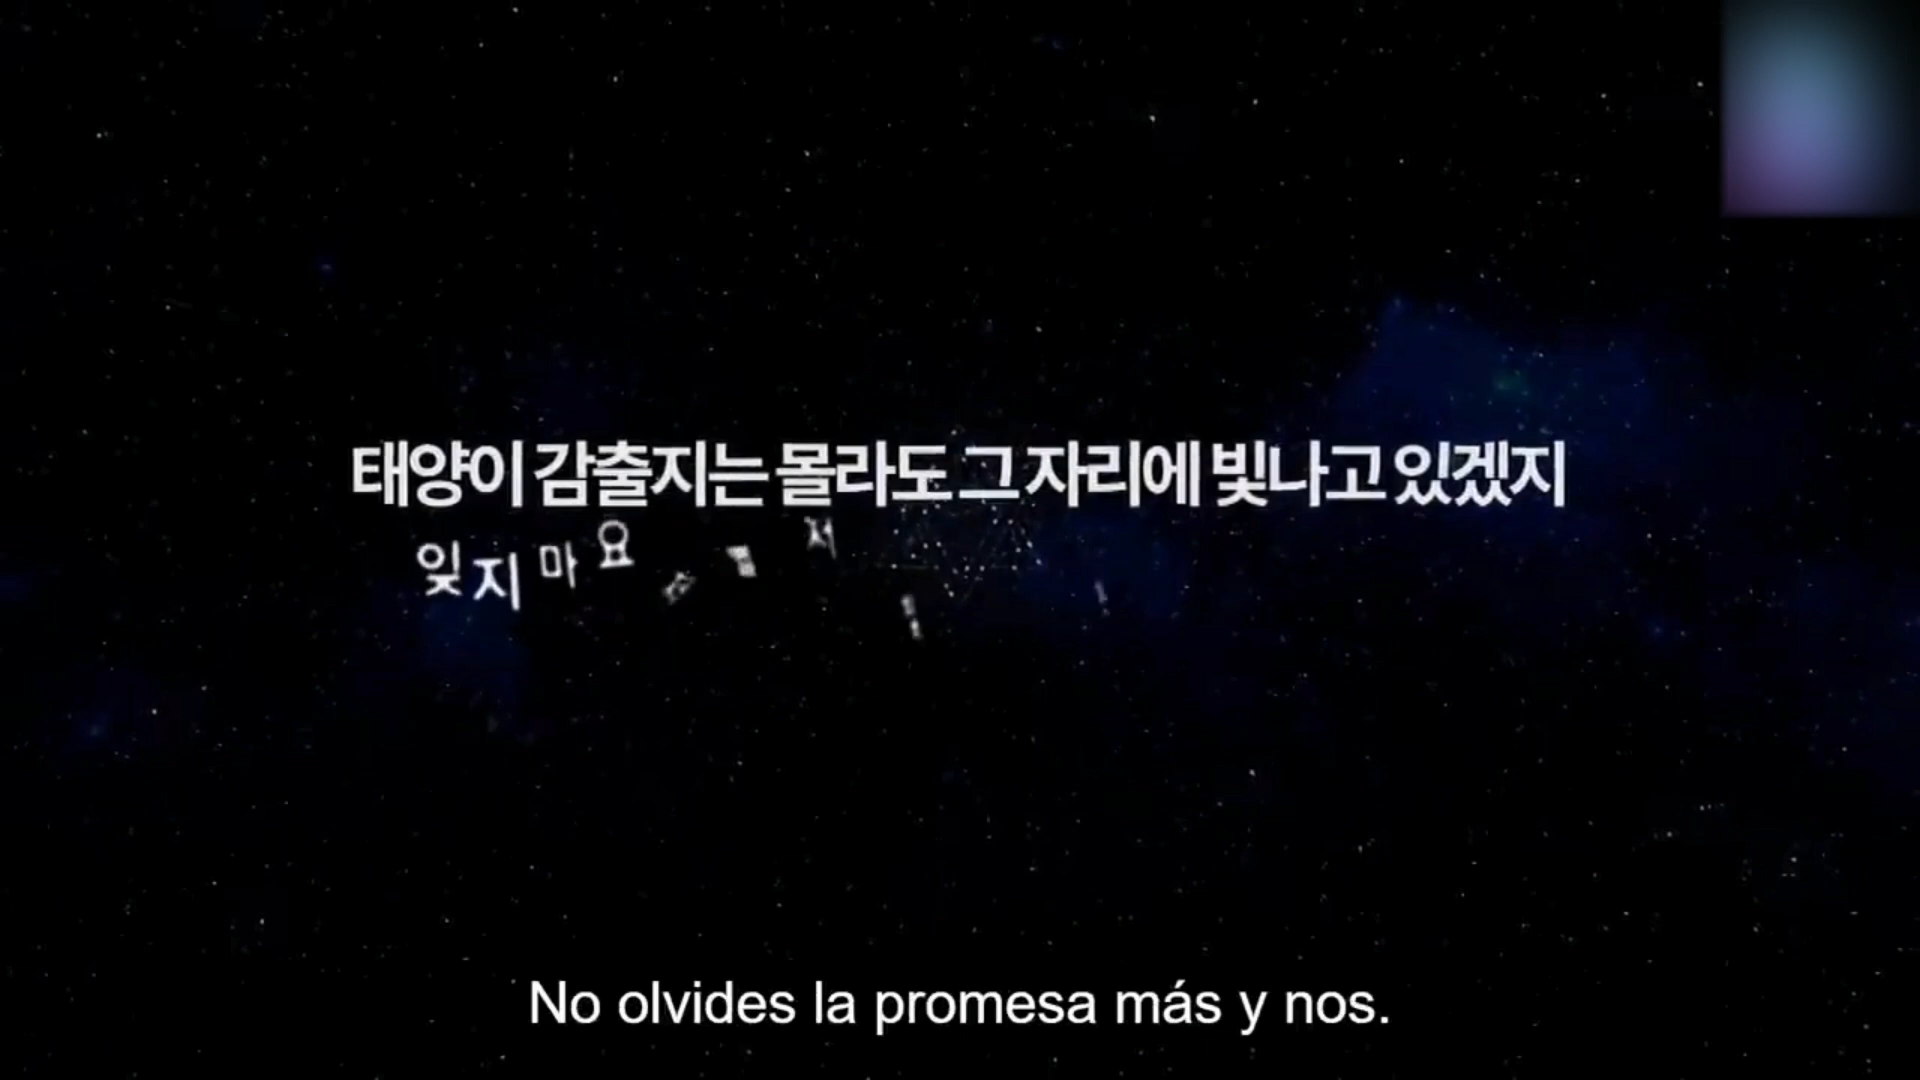 태양이 감출지는 몰라도 그 자리에 빛나고 있겠지
잊지마요
No olvides la promesa más y nos.